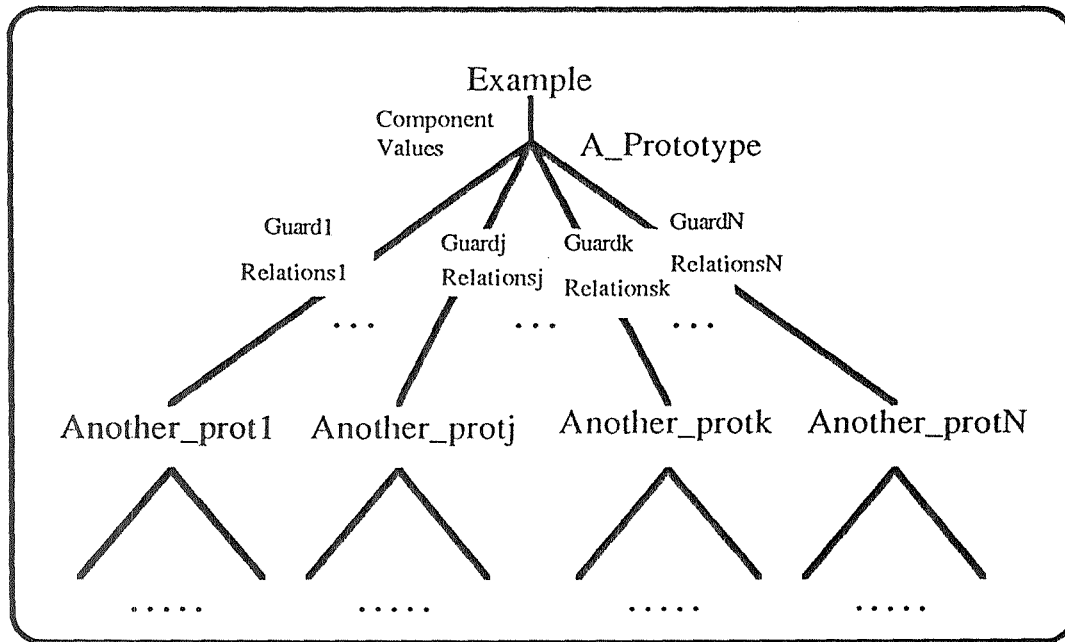 Example
Component
Values
A_Prototype
Guard1
Guardj
Guardk
GuardN
Relations1
Relationsj
Relationsk
RelationsN
... ... ...
Another_prot1 Another_protj Another_protk Another_protN
..... ..... ..... .....